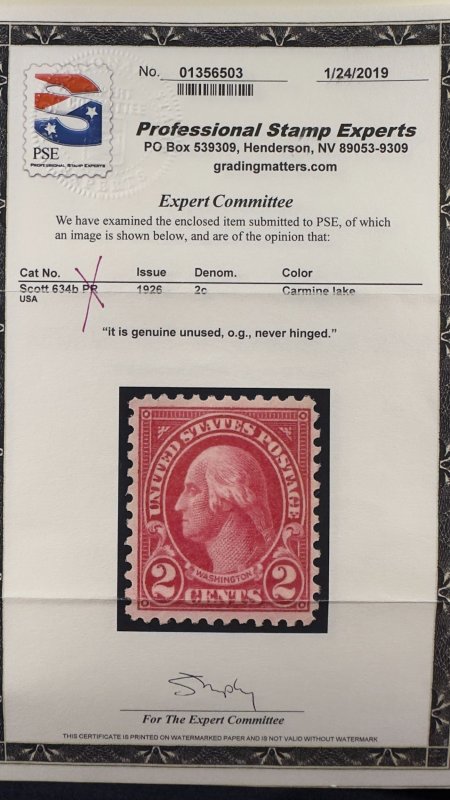 No. 01356503 1/24/2019
PSE
PROFESSIONAL STAMP EXPERTS
Professional Stamp Experts
PO Box 539309, Henderson, NV 89053-9309
gradingmatters.com
Expert Committee
We have examined the enclosed item submitted to PSE, of which
an image is shown below, and are of the opinion that:
Cat No. Issue Denom. Color
Scott 634b PR 1926 2c Carmine lake
USA
"it is genuine unused, o.g., never hinged."
UNITED STATES POSTAGE
WASHINGTON
2 CENTS 2
For The Expert Committee
THIS CERTIFICATE IS PRINTED ON WATERMARKED PAPER AND IS NOT VALID WITHOUT WATERMARK